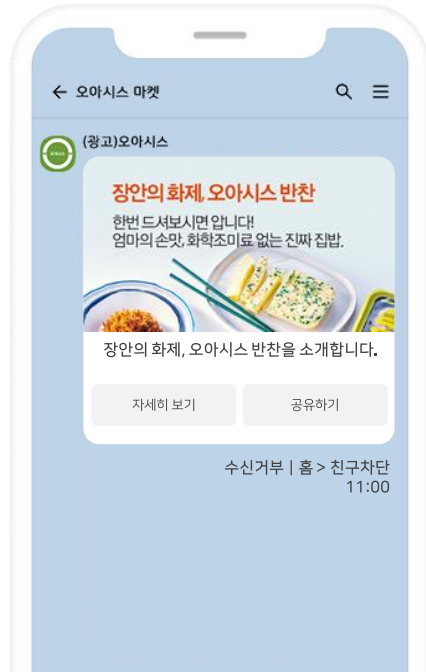 오아시스 마켓
(광고)오아시스
오아시스
장안의 화제, 오아시스 반찬
한번 드셔보시면 압니다!
엄마의 손맛, 화학조미료 없는 진짜 집밥.
장안의 화제, 오아시스 반찬을 소개합니다.
자세히 보기
공유하기
수신거부 | 홈 > 친구차단
11:00